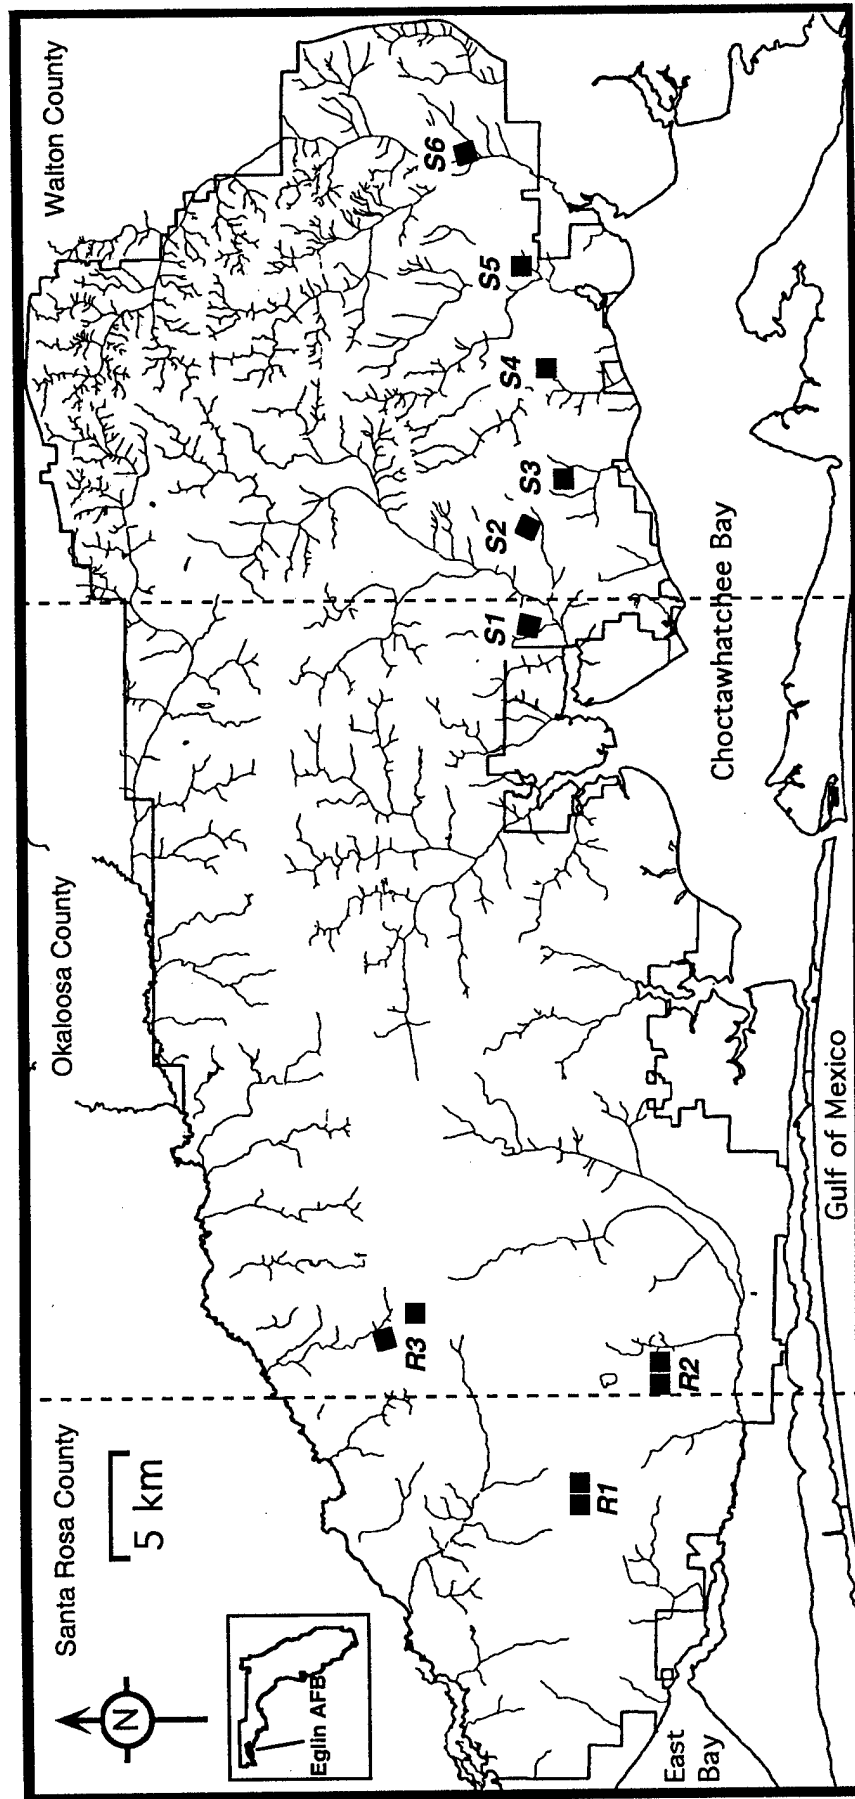 Santa Rosa County
Okaloosa County
Walton County
5 km
N
Eglin AFB
R3
R1
R2
S1
S2
S3
S4
S5
S6
East
Bay
Choctawhatchee Bay
Gulf of Mexico